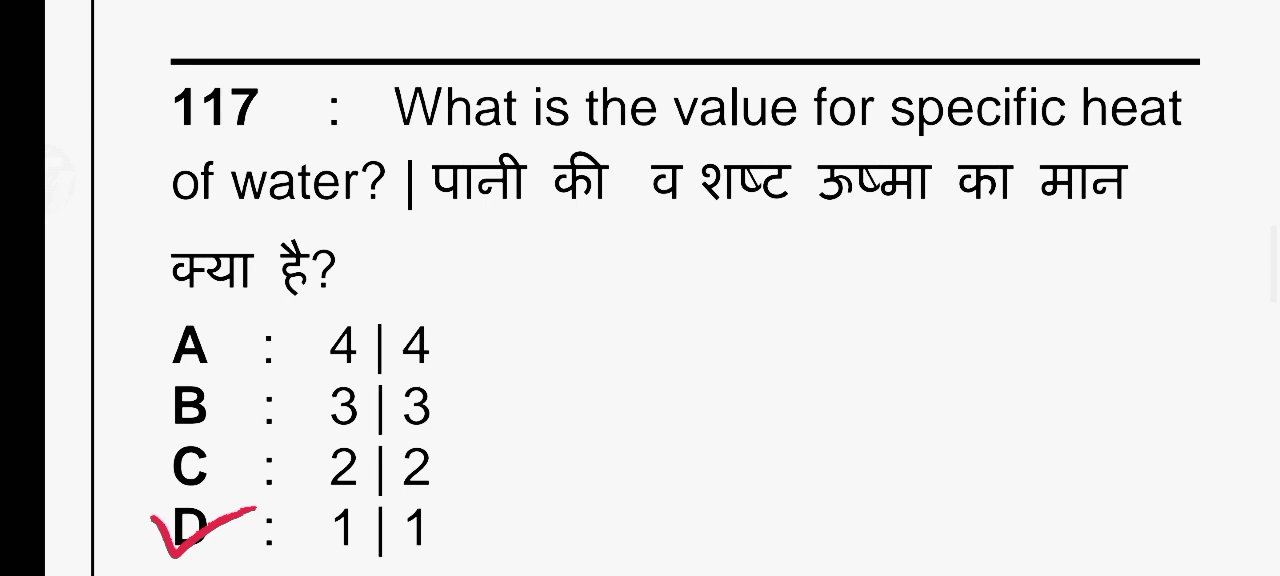 117 : What is the value for specific heat
of water? | पानी की व शष्ट ऊष्मा का मान
क्या है?
A : 4 | 4
B : 3 | 3
C : 2 | 2
D : 1 | 1